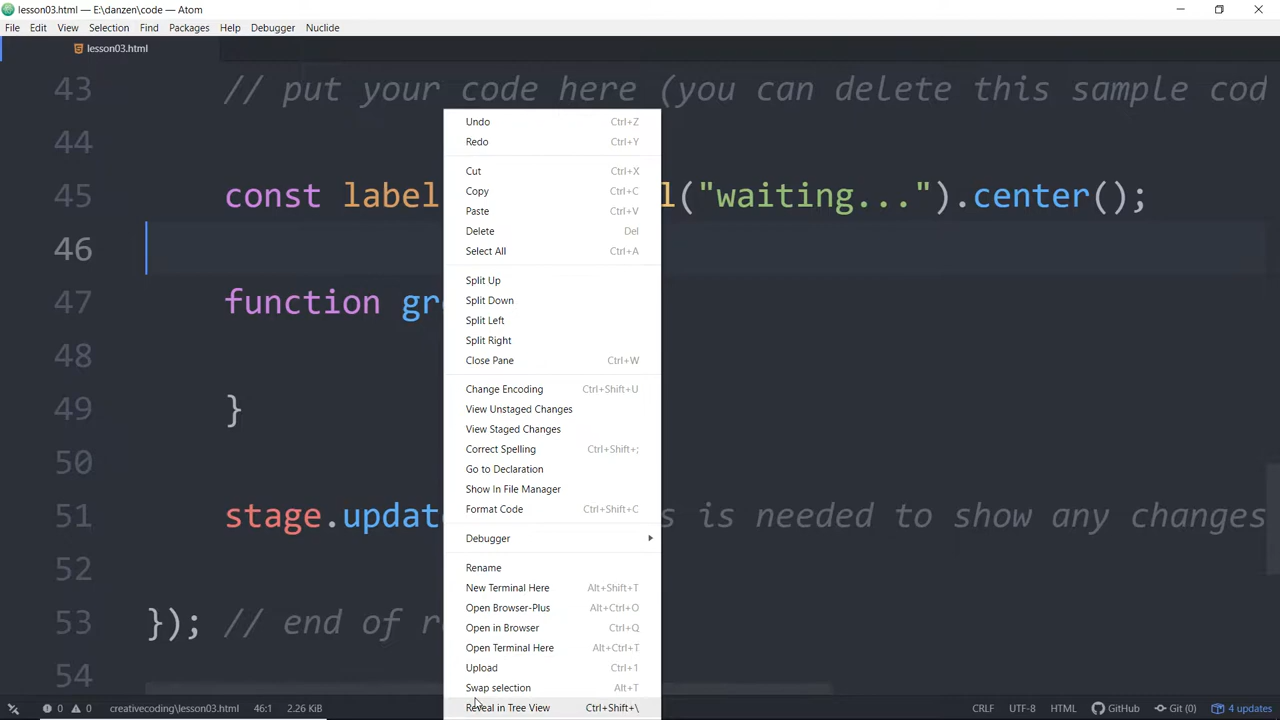 lesson03.html — E:\danzen\code — Atom
File Edit View Selection Find Packages Help Debugger Nuclide
lesson03.html
43 // put your code here (you can delete this sample cod
44
45 const label l("waiting...").center();
46
47 function gr
48
49 }
50
51 stage.updat s is needed to show any changes
52
53 }); // end of r
54
Undo Ctrl+Z
Redo Ctrl+Y
Cut Ctrl+X
Copy Ctrl+C
Paste Ctrl+V
Delete Del
Select All Ctrl+A
Split Up
Split Down
Split Left
Split Right
Close Pane Ctrl+W
Change Encoding Ctrl+Shift+U
View Unstaged Changes
View Staged Changes
Correct Spelling Ctrl+Shift+;
Go to Declaration
Show In File Manager
Format Code Ctrl+Shift+C
Debugger
Rename
New Terminal Here Alt+Shift+T
Open Browser-Plus Alt+Ctrl+O
Open in Browser Ctrl+Q
Open Terminal Here Alt+Ctrl+T
Upload Ctrl+1
Swap selection Alt+T
Reveal in Tree View Ctrl+Shift+\
0 0 creativecoding\lesson03.html 46:1 2.26 KiB CRLF UTF-8 HTML GitHub Git (0) 4 updates